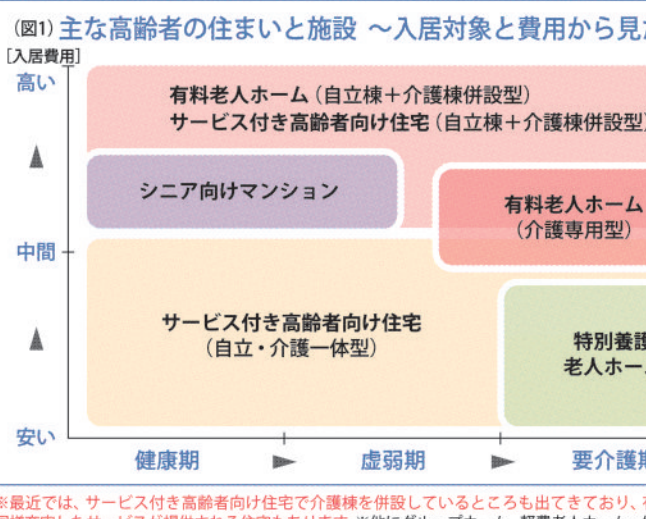 （図1）主な高齢者の住まいと施設 ～入居対象と費用から見
[入居費用]
高い
有料老人ホーム（自立棟＋介護棟併設型）
サービス付き高齢者向け住宅（自立棟＋介護棟併設型）
シニア向けマンション
有料老人ホーム
（介護専用型）
中間
サービス付き高齢者向け住宅
（自立・介護一体型）
特別養護
老人ホー
安い
健康期
虚弱期
要介護期
※最近では、サービス付き高齢者向け住宅で介護棟を併設しているところも出てきており、